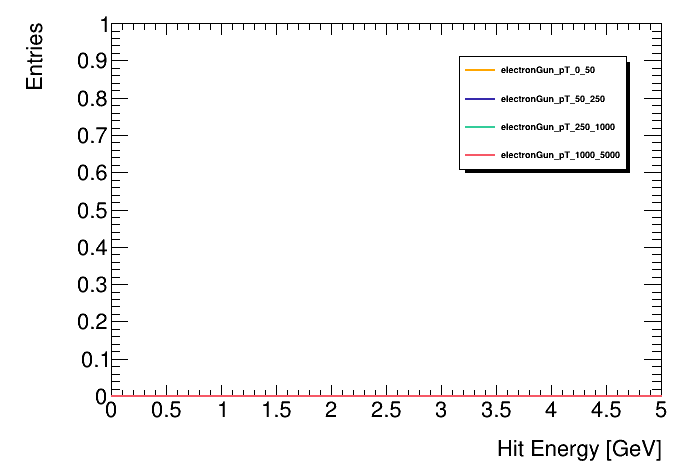 Entries
1
0.9
0.8
0.7
0.6
0.5
0.4
0.3
0.2
0.1
0
electronGun_pT_0_50
electronGun_pT_50_250
electronGun_pT_250_1000
electronGun_pT_1000_5000
0 0.5 1 1.5 2 2.5 3 3.5 4 4.5 5
Hit Energy [GeV]